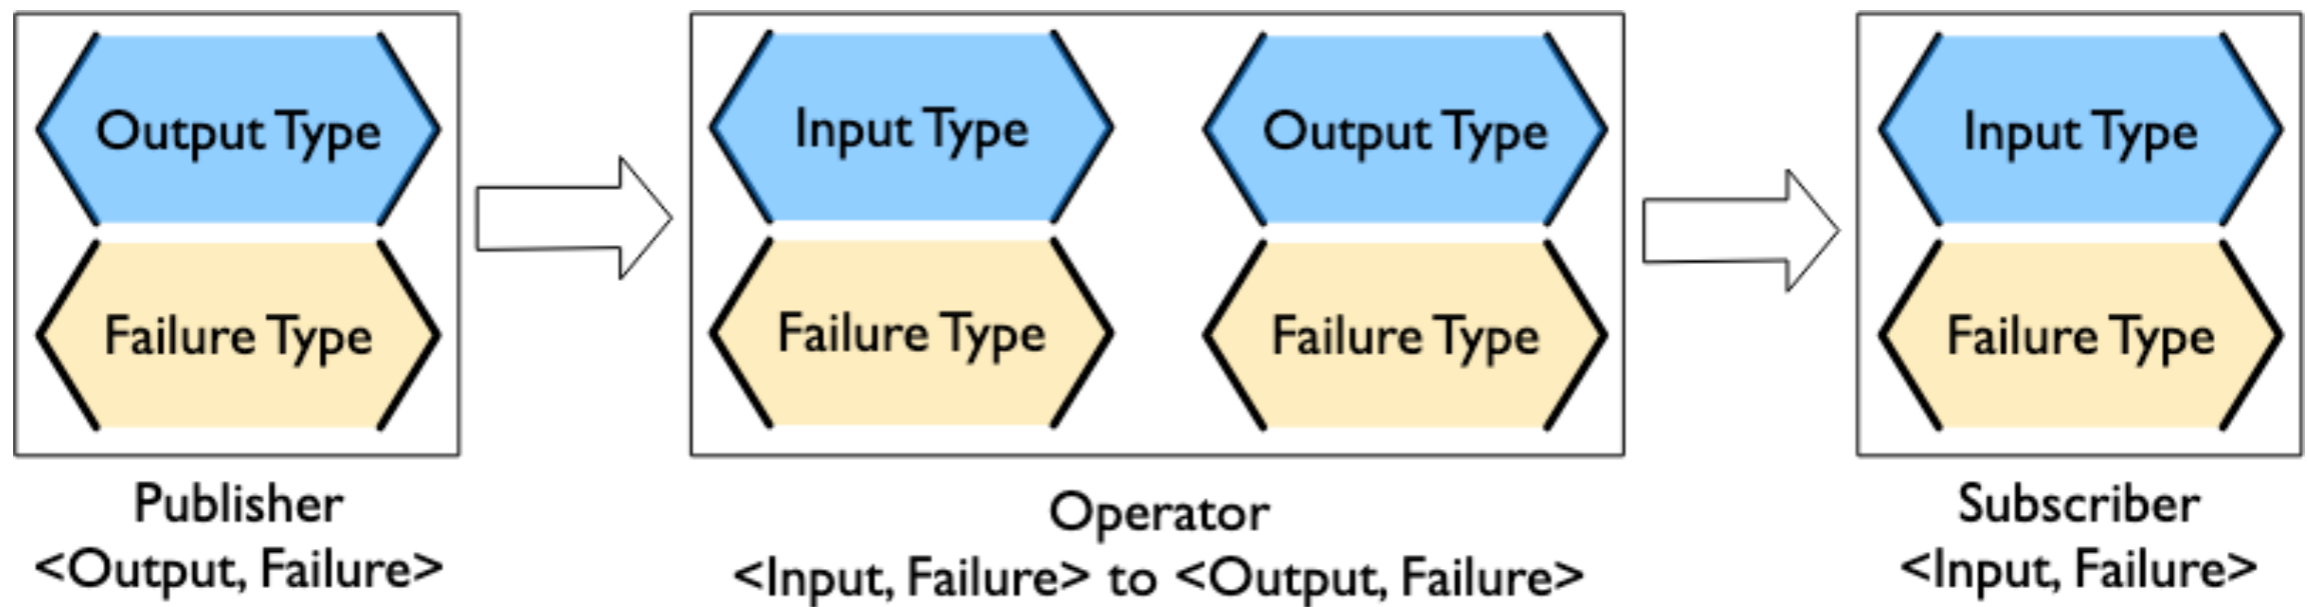 Output Type
Failure Type
Publisher
<Output, Failure>
Input Type
Output Type
Failure Type
Failure Type
Operator
<Input, Failure> to <Output, Failure>
Input Type
Failure Type
Subscriber
<Input, Failure>